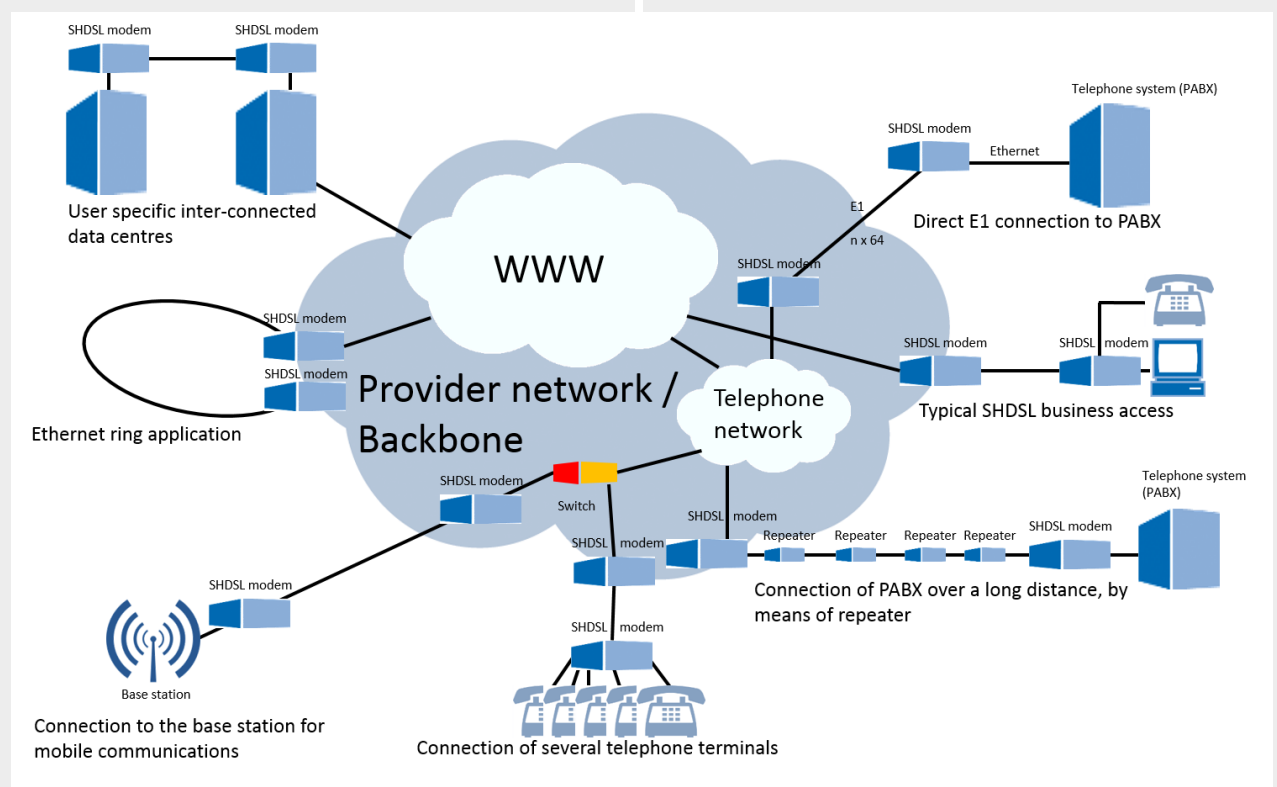 SHDSL modem
SHDSL modem
User specific inter-connected
data centres
Telephone system (PABX)
SHDSL modem
Ethernet
Direct E1 connection to PABX
E1
n x 64
SHDSL modem
WWW
SHDSL modem
SHDSL modem
Ethernet ring application
SHDSL modem
SHDSL modem
Typical SHDSL business access
Provider network /
Backbone
Telephone
network
SHDSL modem
Switch
SHDSL modem
SHDSL modem
Repeater
Repeater
Repeater
Repeater
SHDSL modem
Telephone system
(PABX)
Connection of PABX over a long distance, by
means of repeater
SHDSL modem
Base station
Connection to the base station for
mobile communications
SHDSL modem
Connection of several telephone terminals